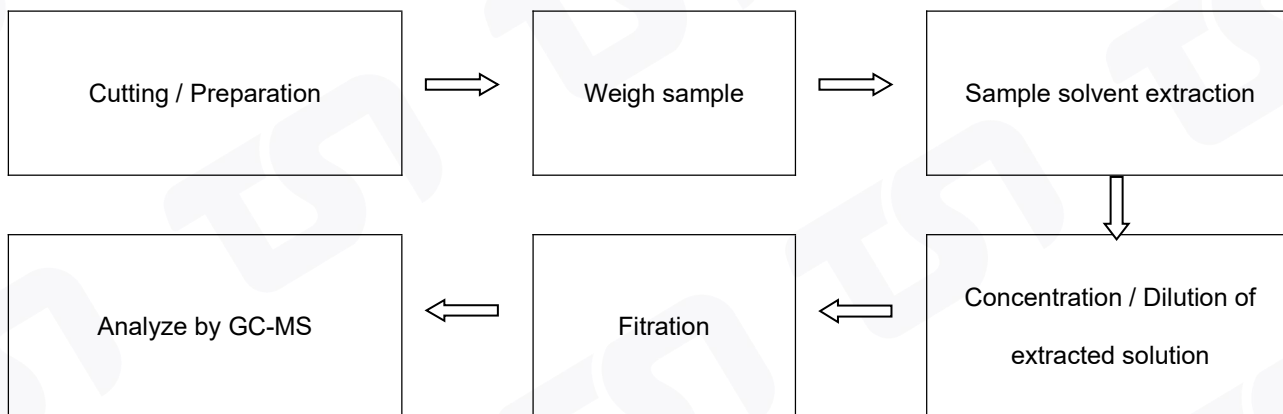 Cutting / Preparation
Weigh sample
Sample solvent extraction
Concentration / Dilution of
extracted solution
Fitration
Analyze by GC-MS